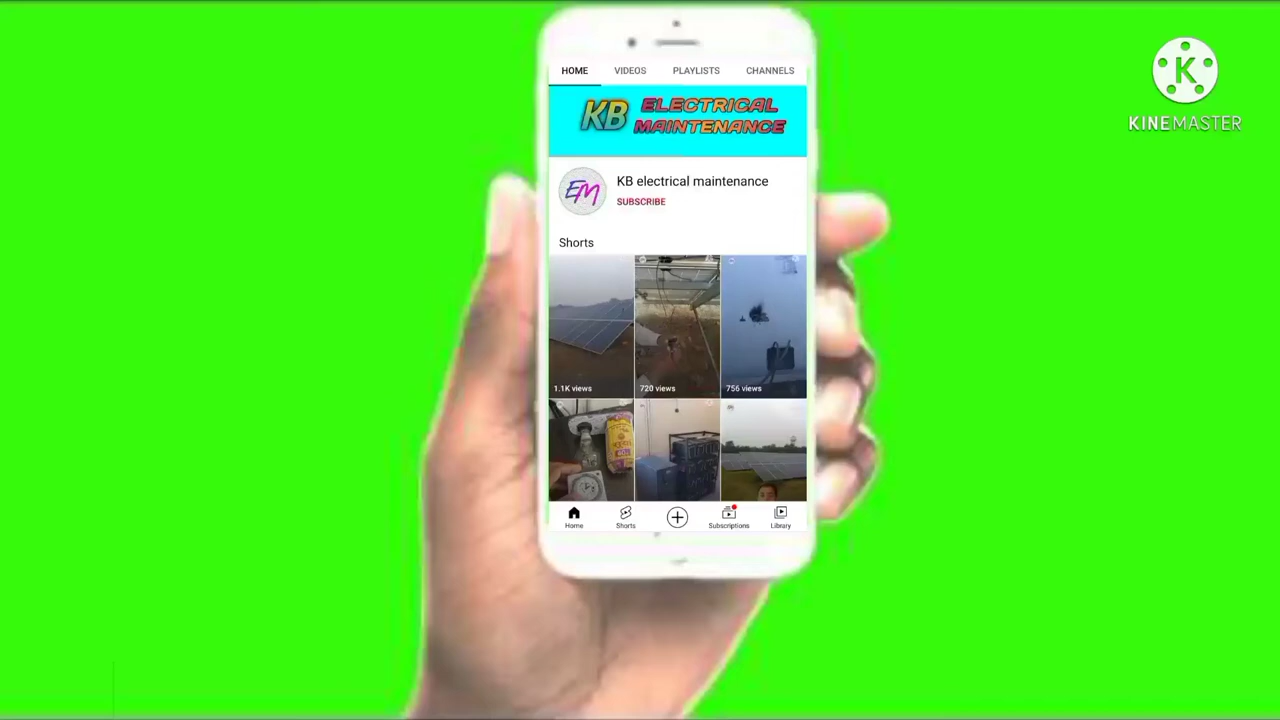 HOME VIDEOS PLAYLISTS CHANNELS
KB ELECTRICAL
MAINTENANCE
K
KINEMASTER
EM
KB electrical maintenance
SUBSCRIBE
Shorts
1.1K views 720 views 756 views
Home Shorts Subscriptions Library